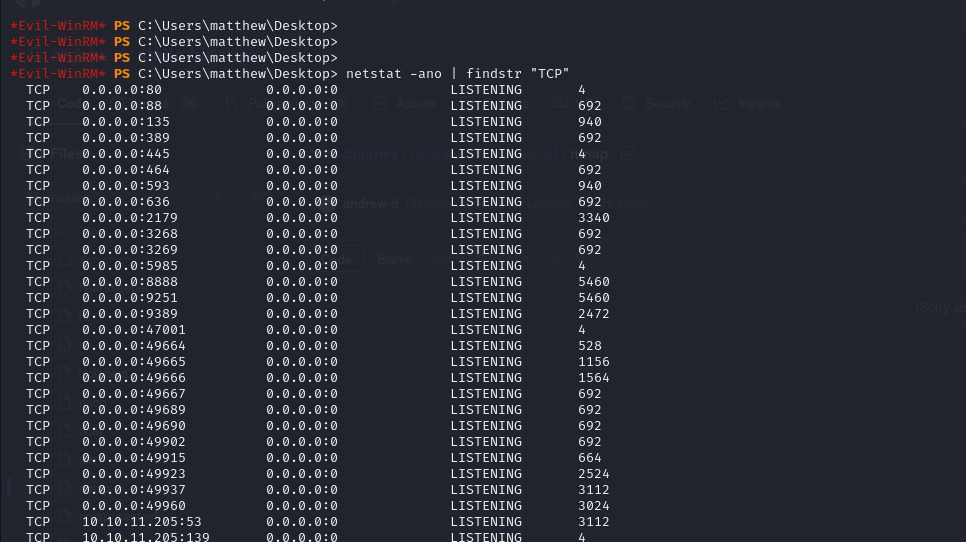 *Evil-WinRM* PS C:\Users\matthew\Desktop>
*Evil-WinRM* PS C:\Users\matthew\Desktop>
*Evil-WinRM* PS C:\Users\matthew\Desktop>
*Evil-WinRM* PS C:\Users\matthew\Desktop> netstat -ano | findstr "TCP"
TCP 0.0.0.0:80 0.0.0.0:0 LISTENING 4
TCP 0.0.0.0:88 0.0.0.0:0 LISTENING 692
TCP 0.0.0.0:135 0.0.0.0:0 LISTENING 940
TCP 0.0.0.0:389 0.0.0.0:0 LISTENING 692
TCP 0.0.0.0:445 0.0.0.0:0 LISTENING 4
TCP 0.0.0.0:464 0.0.0.0:0 LISTENING 692
TCP 0.0.0.0:593 0.0.0.0:0 LISTENING 940
TCP 0.0.0.0:636 0.0.0.0:0 LISTENING 692
TCP 0.0.0.0:2179 0.0.0.0:0 LISTENING 3340
TCP 0.0.0.0:3268 0.0.0.0:0 LISTENING 692
TCP 0.0.0.0:3269 0.0.0.0:0 LISTENING 692
TCP 0.0.0.0:5985 0.0.0.0:0 LISTENING 4
TCP 0.0.0.0:8888 0.0.0.0:0 LISTENING 5460
TCP 0.0.0.0:9251 0.0.0.0:0 LISTENING 5460
TCP 0.0.0.0:9389 0.0.0.0:0 LISTENING 2472
TCP 0.0.0.0:47001 0.0.0.0:0 LISTENING 4
TCP 0.0.0.0:49664 0.0.0.0:0 LISTENING 528
TCP 0.0.0.0:49665 0.0.0.0:0 LISTENING 1156
TCP 0.0.0.0:49666 0.0.0.0:0 LISTENING 1564
TCP 0.0.0.0:49667 0.0.0.0:0 LISTENING 692
TCP 0.0.0.0:49689 0.0.0.0:0 LISTENING 692
TCP 0.0.0.0:49690 0.0.0.0:0 LISTENING 692
TCP 0.0.0.0:49902 0.0.0.0:0 LISTENING 692
TCP 0.0.0.0:49915 0.0.0.0:0 LISTENING 664
TCP 0.0.0.0:49923 0.0.0.0:0 LISTENING 2524
TCP 0.0.0.0:49937 0.0.0.0:0 LISTENING 3112
TCP 0.0.0.0:49960 0.0.0.0:0 LISTENING 3024
TCP 10.10.11.205:53 0.0.0.0:0 LISTENING 3112
TCP 10.10.11.205:139 0.0.0.0:0 LISTENING 4
Actions
Security
Insights
Files
andrew-d
Blame